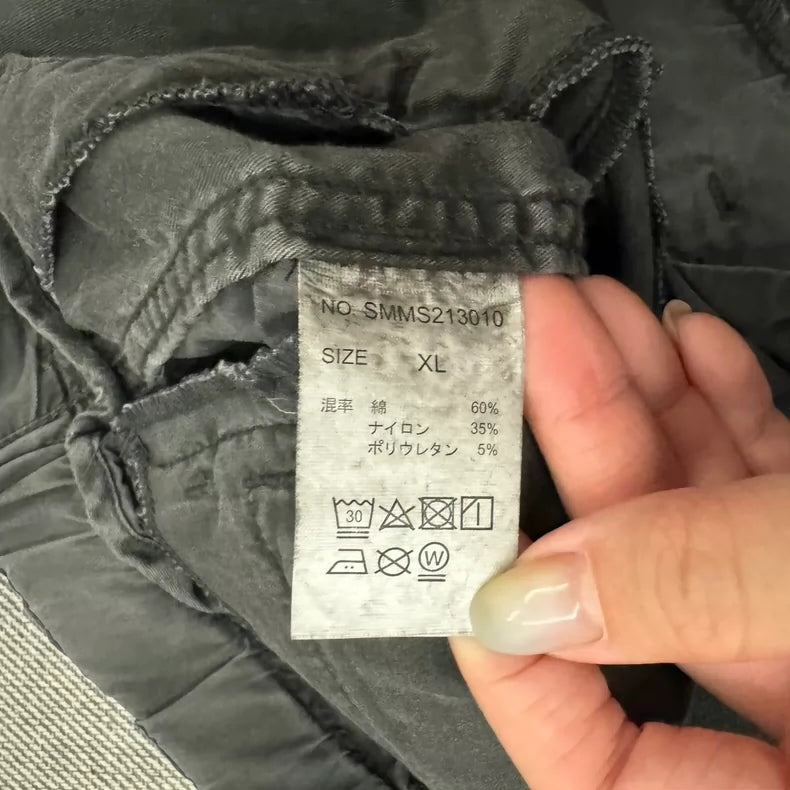 NO. SMMS213010
SIZE XL
混率 綿 60%
ナイロン 35%
ポリウレタン 5%
30
W